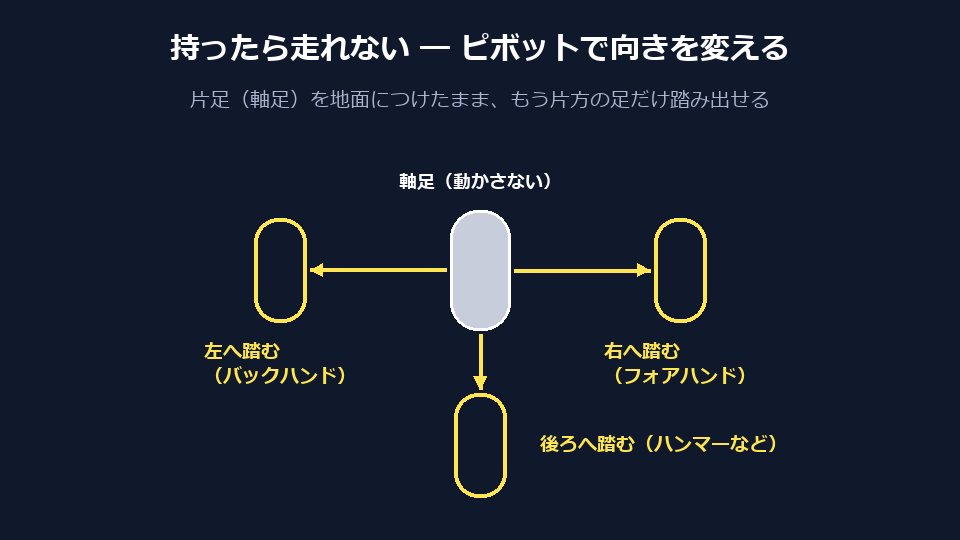 持ったら走れない — ピボットで向きを変える
片足（軸足）を地面につけたまま、もう片方の足だけ踏み出せる
軸足（動かさない）
左へ踏む
（バックハンド）
右へ踏む
（フォアハンド）
後ろへ踏む（ハンマーなど）